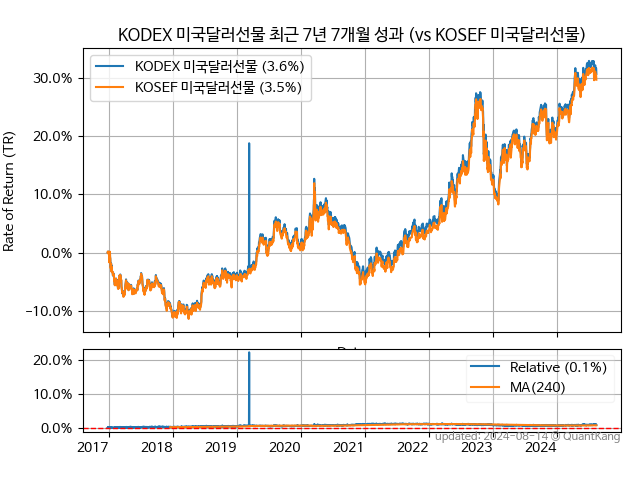 KODEX 미국달러선물 최근 7년 7개월 성과 (vs KOSEF 미국달러선물)
KODEX 미국달러선물 (3.6%)
KOSEF 미국달러선물 (3.5%)
Rate of Return (TR)
30.0%
20.0%
10.0%
0.0%
−10.0%
20.0%
10.0%
0.0%
Relative (0.1%)
MA(240)
updated: 2024-08-14 @ QuantKang
2017 2018 2019 2020 2021 2022 2023 2024